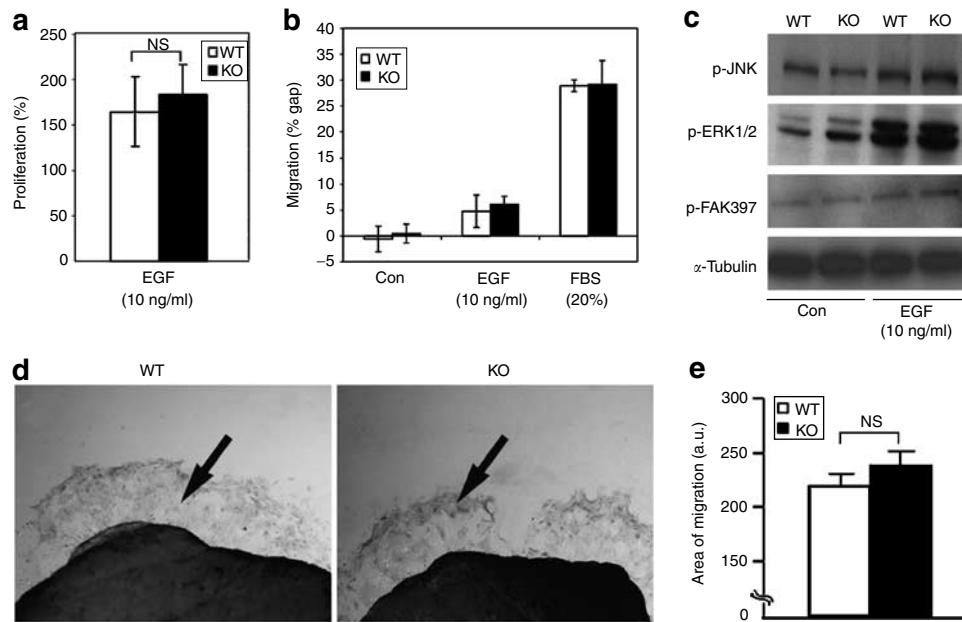 a
250
200
150
100
50
0
Proliferation (%)
NS
WT
KO
EGF
(10 ng/ml)
b
40
35
30
25
20
15
10
5
0
–5
Migration (% gap)
WT
KO
Con
EGF
(10 ng/ml)
FBS
(20%)
c
WT KO WT KO
p-JNK
p-ERK1/2
p-FAK397
α-Tubulin
Con
EGF
(10 ng/ml)
d
WT
KO
e
300
250
200
150
0
Area of migration (a.u.)
WT
KO
NS